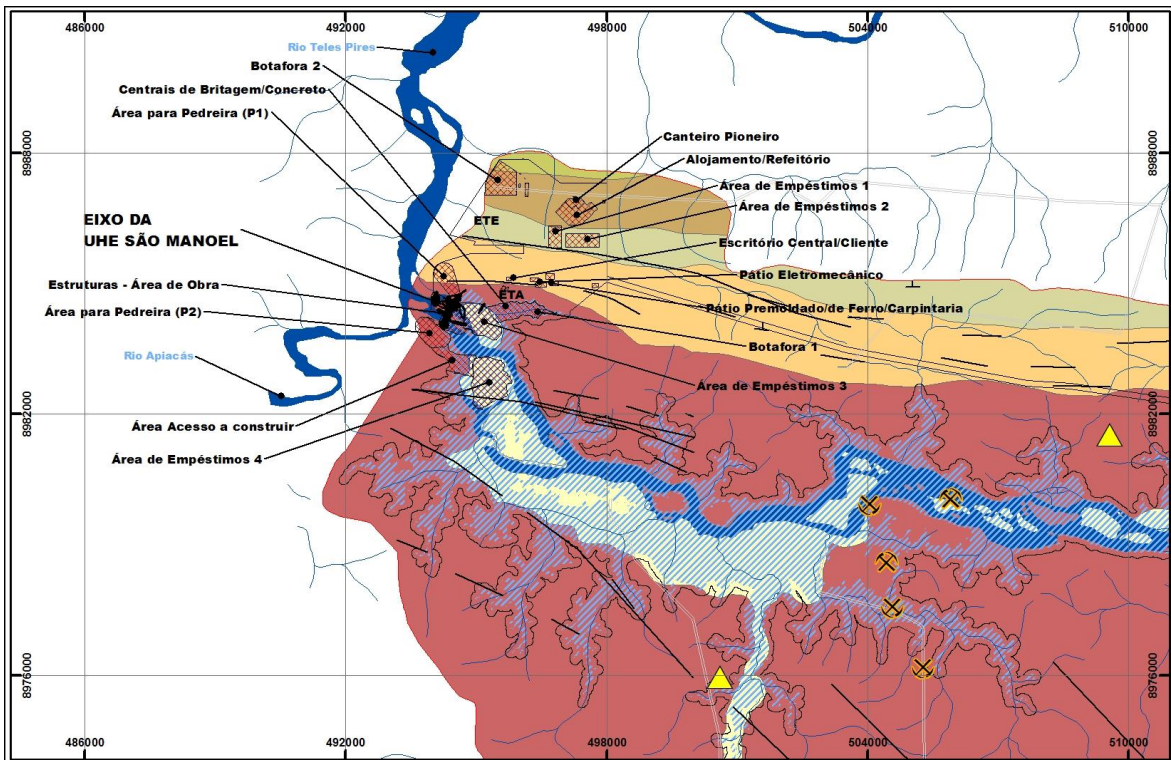 486000
492000
498000
504000
510000
Rio Teles Pires
Botafora 2
Centrais de Britagem/Concreto
Área para Pedreira (P1)
8988000
8988000
Canteiro Pioneiro
Alojamento/Refeitório
Área de Empéstimos 1
Área de Empéstimos 2
EIXO DA
UHE SÃO MANOEL
ETE
Escritório Central/Cliente
Pátio Eletromecânico
Estruturas - Área de Obra
ETA
Área para Pedreira (P2)
Pátio Premoldado/de Ferro/Carpintaria
Botafora 1
Rio Apiacás
Área de Empéstimos 3
8982000
8982000
Área Acesso a construir
Área de Empéstimos 4
8976000
8976000
486000
492000
498000
504000
510000